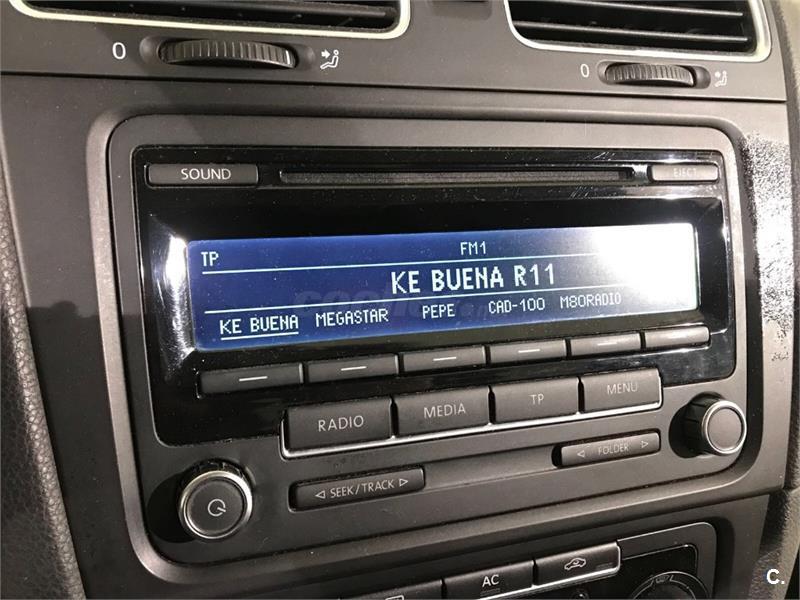 0
0
SOUND
EJECT
TP FM1
KE BUENA R11
KE BUENA MEGASTAR PEPE CAD-100 M80RADIO
RADIO MEDIA TP MENU
FOLDER
SEEK/TRACK
AC
C.